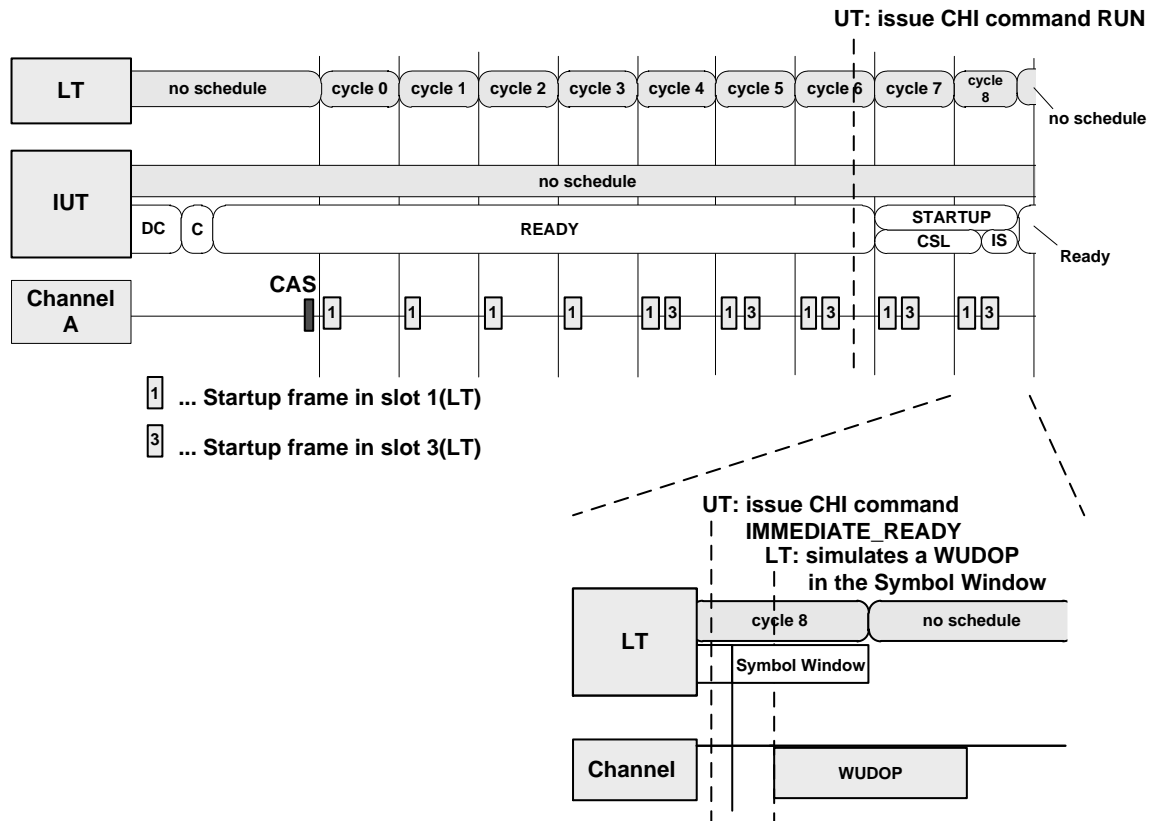 UT: issue CHI command RUN
LT
no schedule
cycle 0
cycle 1
cycle 2
cycle 3
cycle 4
cycle 5
cycle 6
cycle 7
cycle
8
no schedule
IUT
no schedule
DC
C
READY
STARTUP
CSL
IS
Ready
Channel
A
CAS
1
1
1
1
1 3
1 3
1 3
1 3
1 3
1 ... Startup frame in slot 1(LT)
3 ... Startup frame in slot 3(LT)
UT: issue CHI command
IMMEDIATE_READY
LT: simulates a WUDOP
in the Symbol Window
LT
cycle 8
no schedule
Symbol Window
Channel
WUDOP